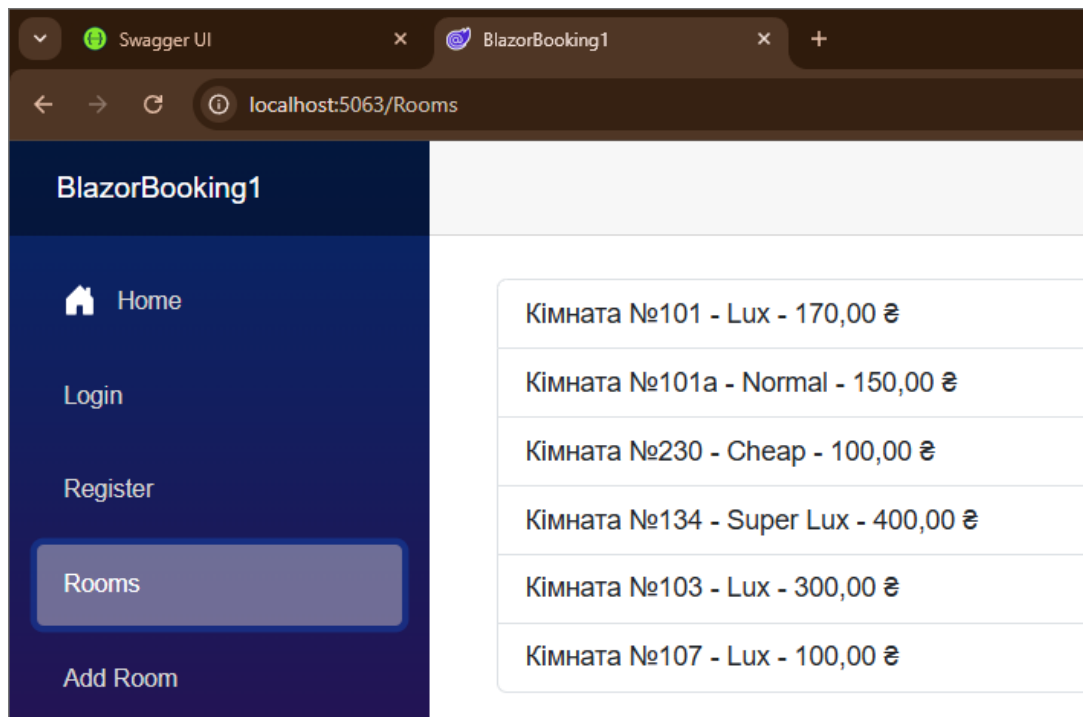 Swagger UI
BlazorBooking1
localhost:5063/Rooms
BlazorBooking1
Home
Login
Register
Rooms
Add Room
Кімната №101 - Lux - 170,00 ₴
Кімната №101a - Normal - 150,00 ₴
Кімната №230 - Cheap - 100,00 ₴
Кімната №134 - Super Lux - 400,00 ₴
Кімната №103 - Lux - 300,00 ₴
Кімната №107 - Lux - 100,00 ₴